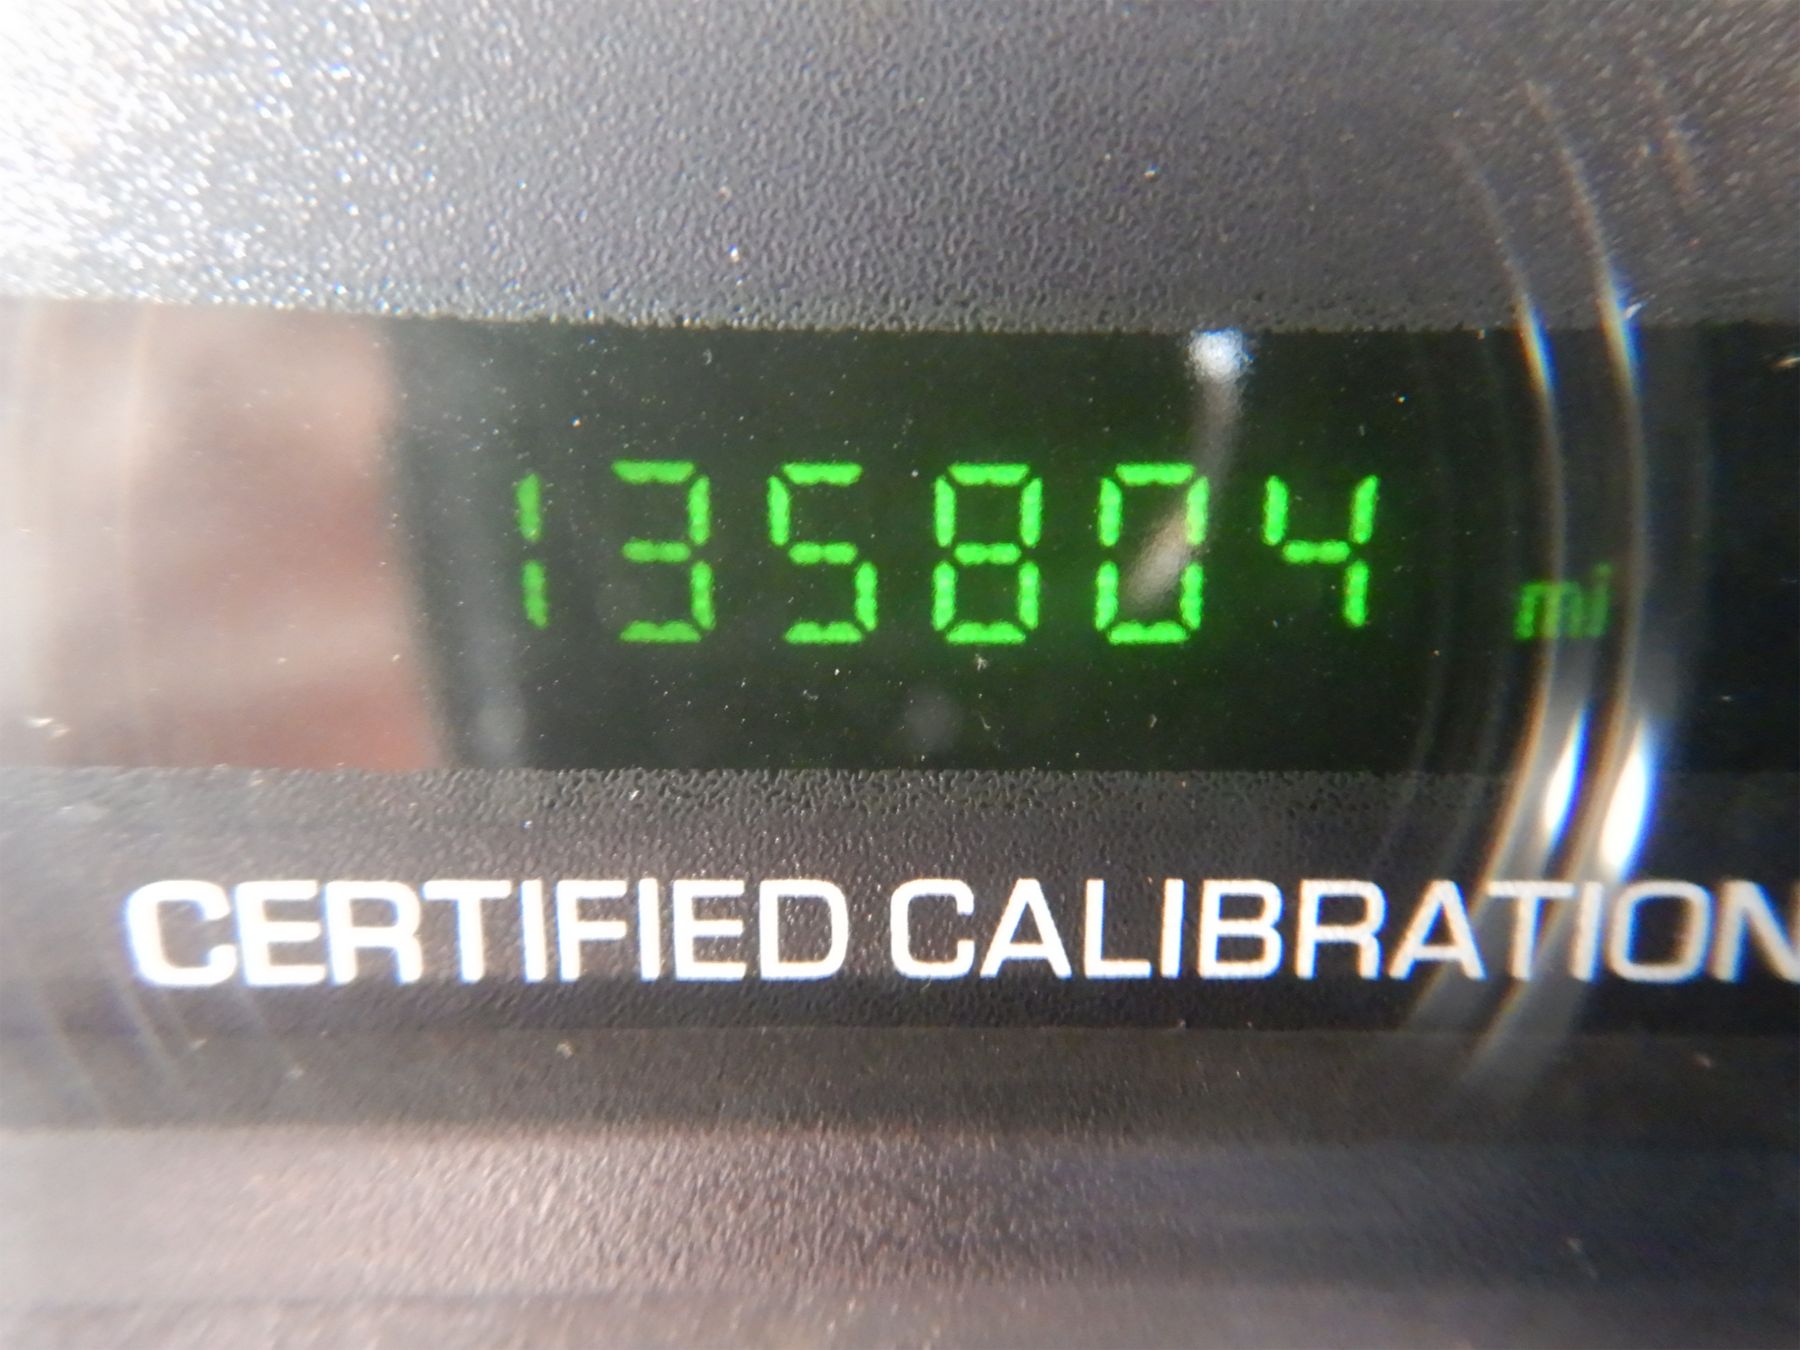 135804 mi
CERTIFIED CALIBRATION